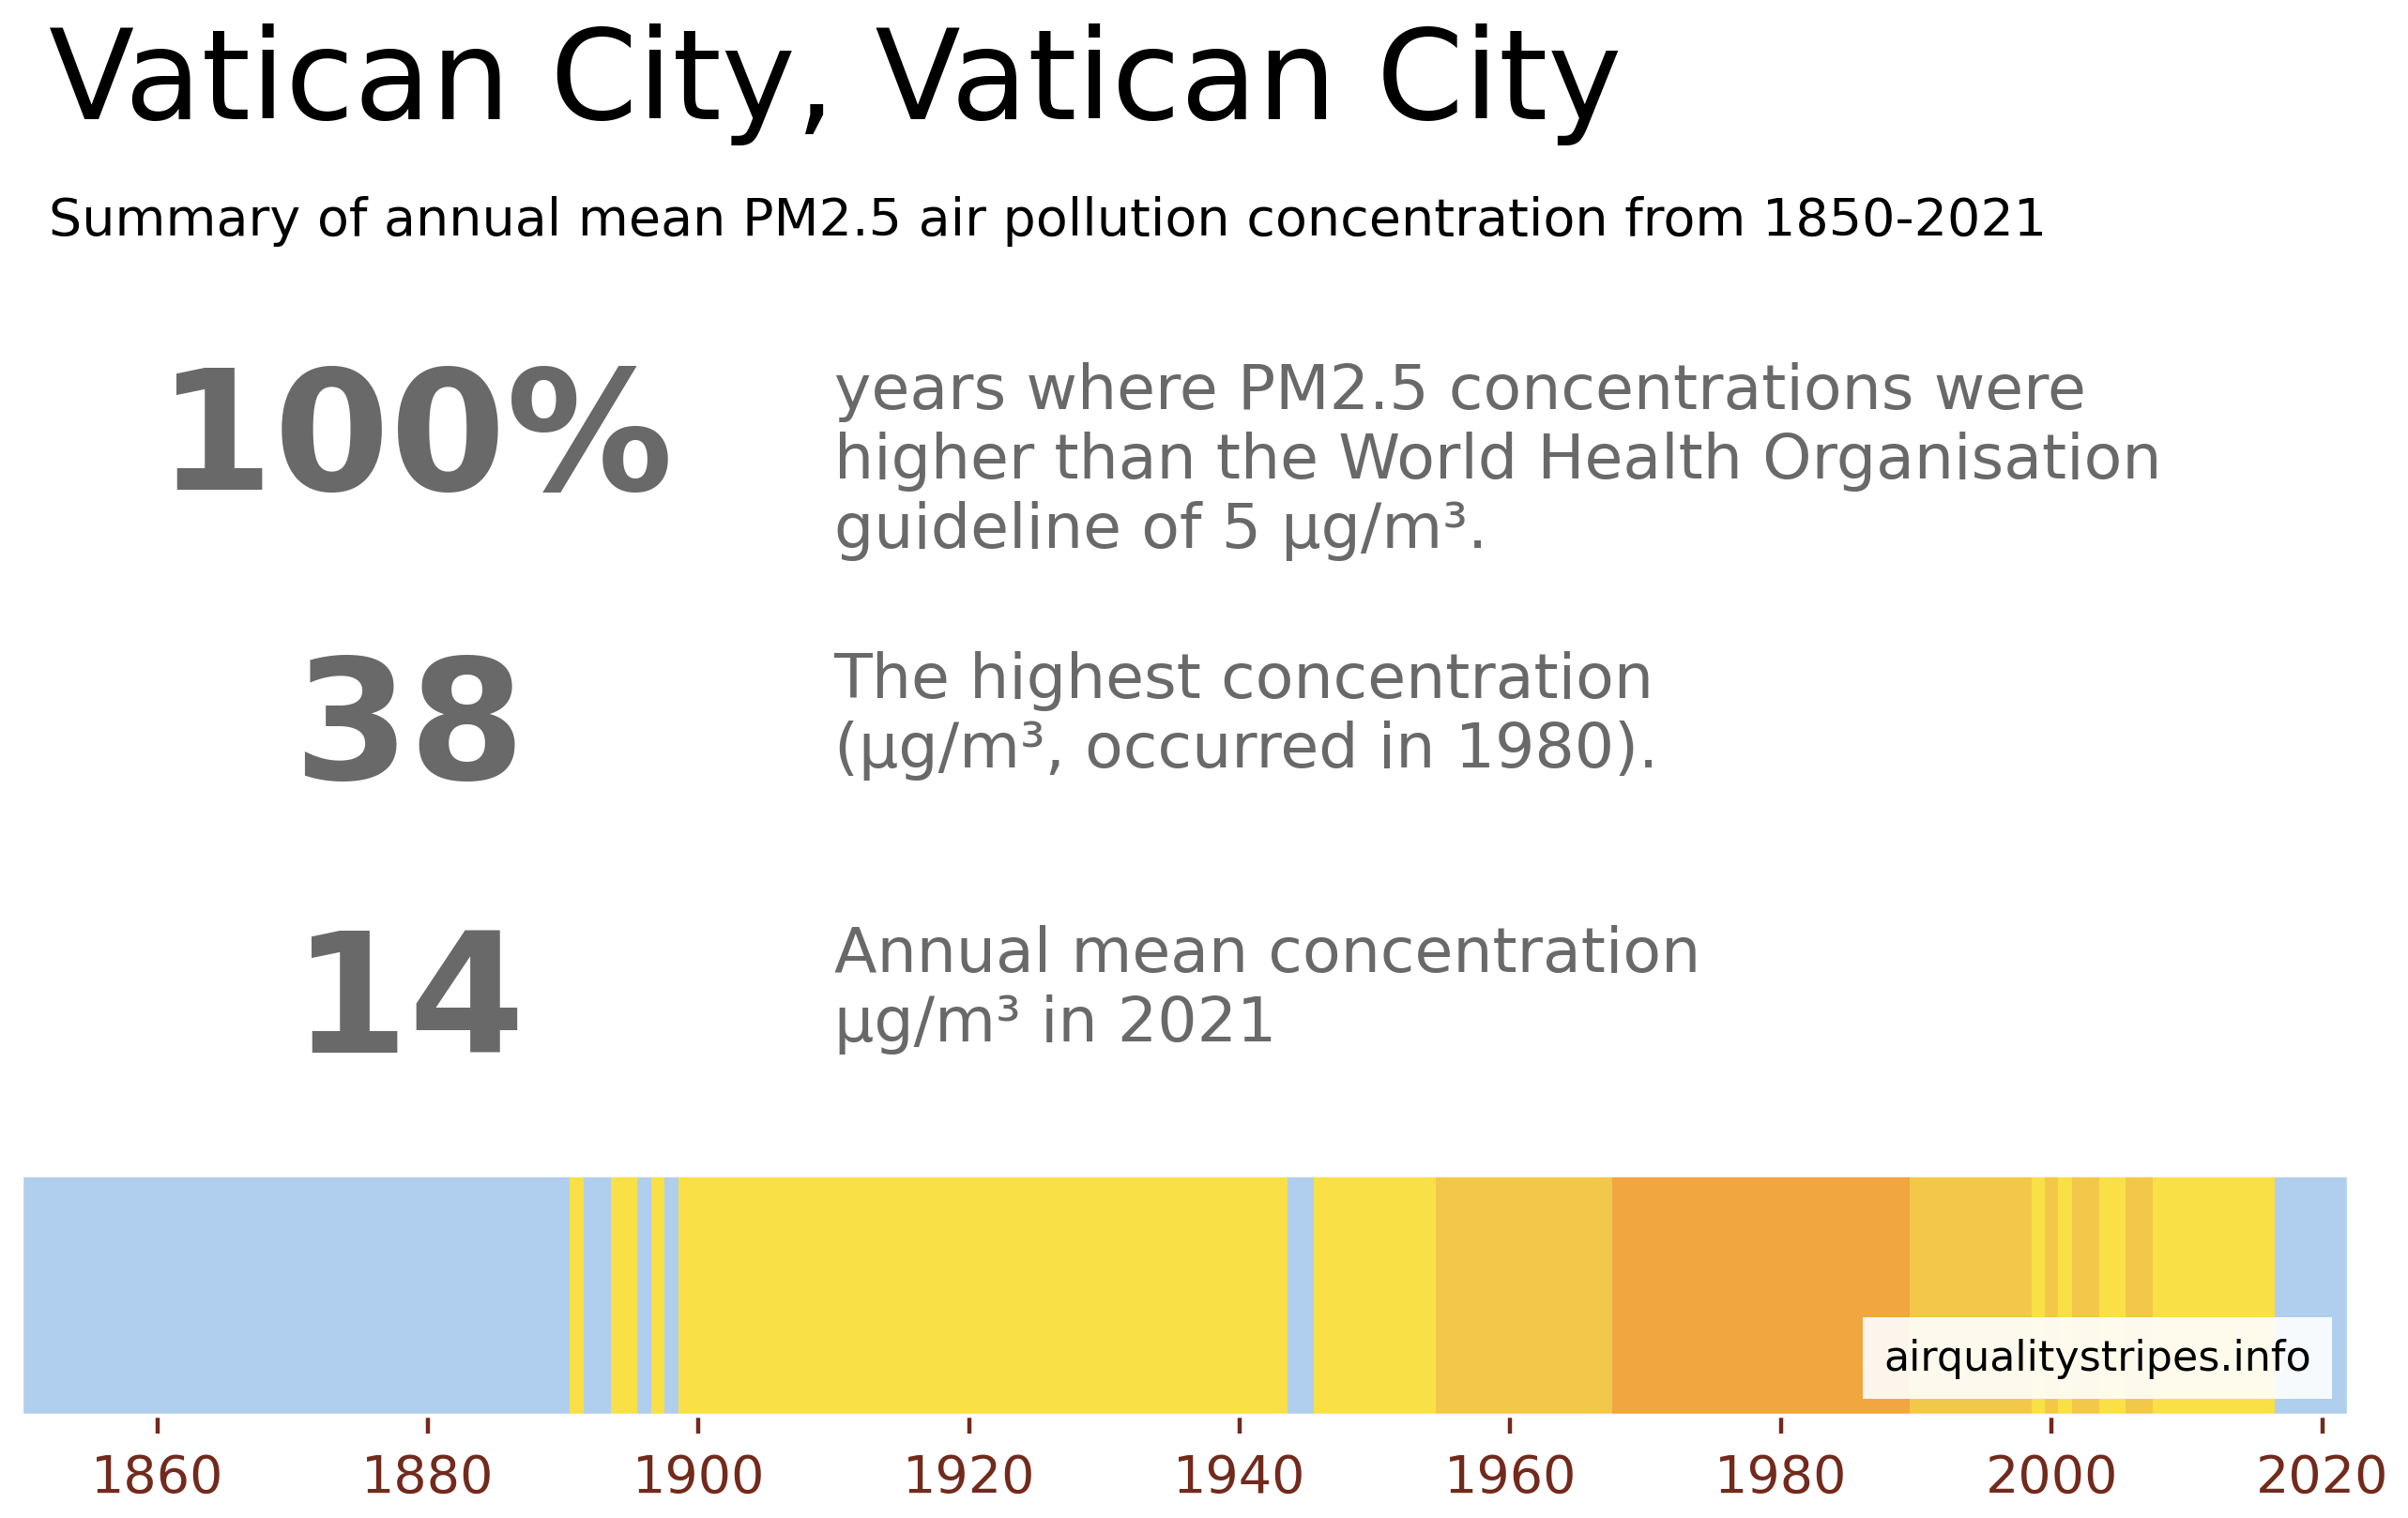 Vatican City, Vatican City
Summary of annual mean PM2.5 air pollution concentration from 1850-2021
100%
years where PM2.5 concentrations were
higher than the World Health Organisation
guideline of 5 µg/m³.
38
The highest concentration
(µg/m³, occurred in 1980).
14
Annual mean concentration
µg/m³ in 2021
airqualitystripes.info
1860 1880 1900 1920 1940 1960 1980 2000 2020